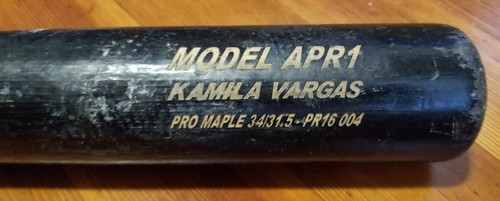 MODEL APR1
KAMILA VARGAS
PRO MAPLE 34/31.5 - PR16 004